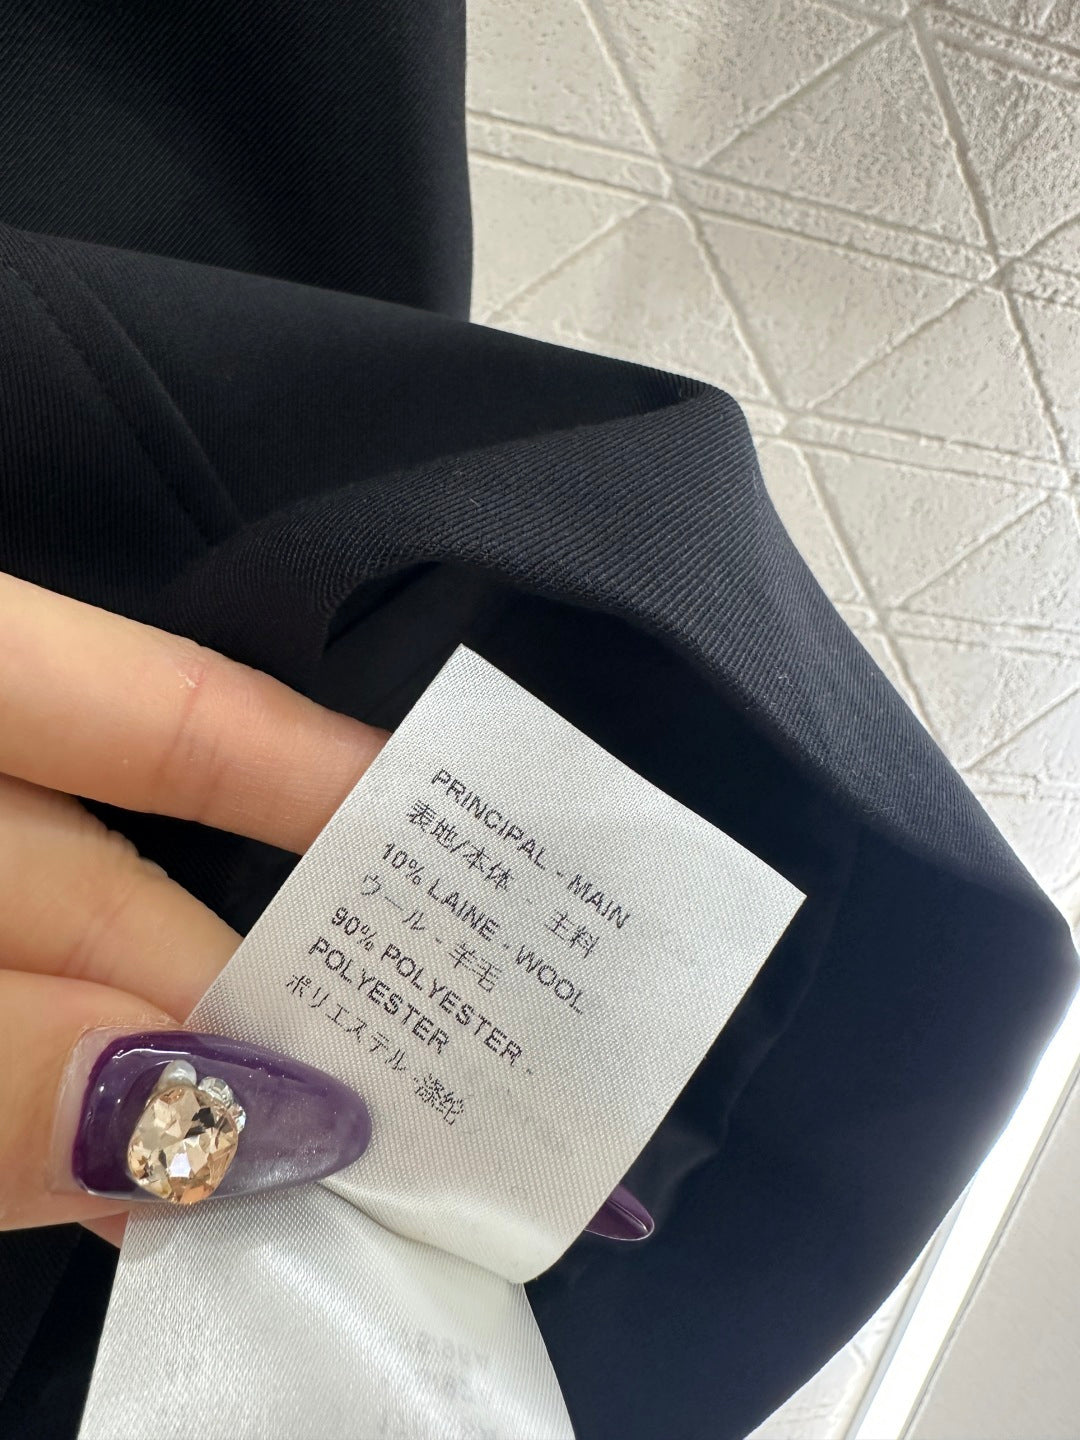 PRINCIPAL - MAIN
表地/本体 - 主料
10% LAINE - WOOL
ウール - 羊毛
90% POLYESTER -
POLYESTER
ポリエステル - 涤纶